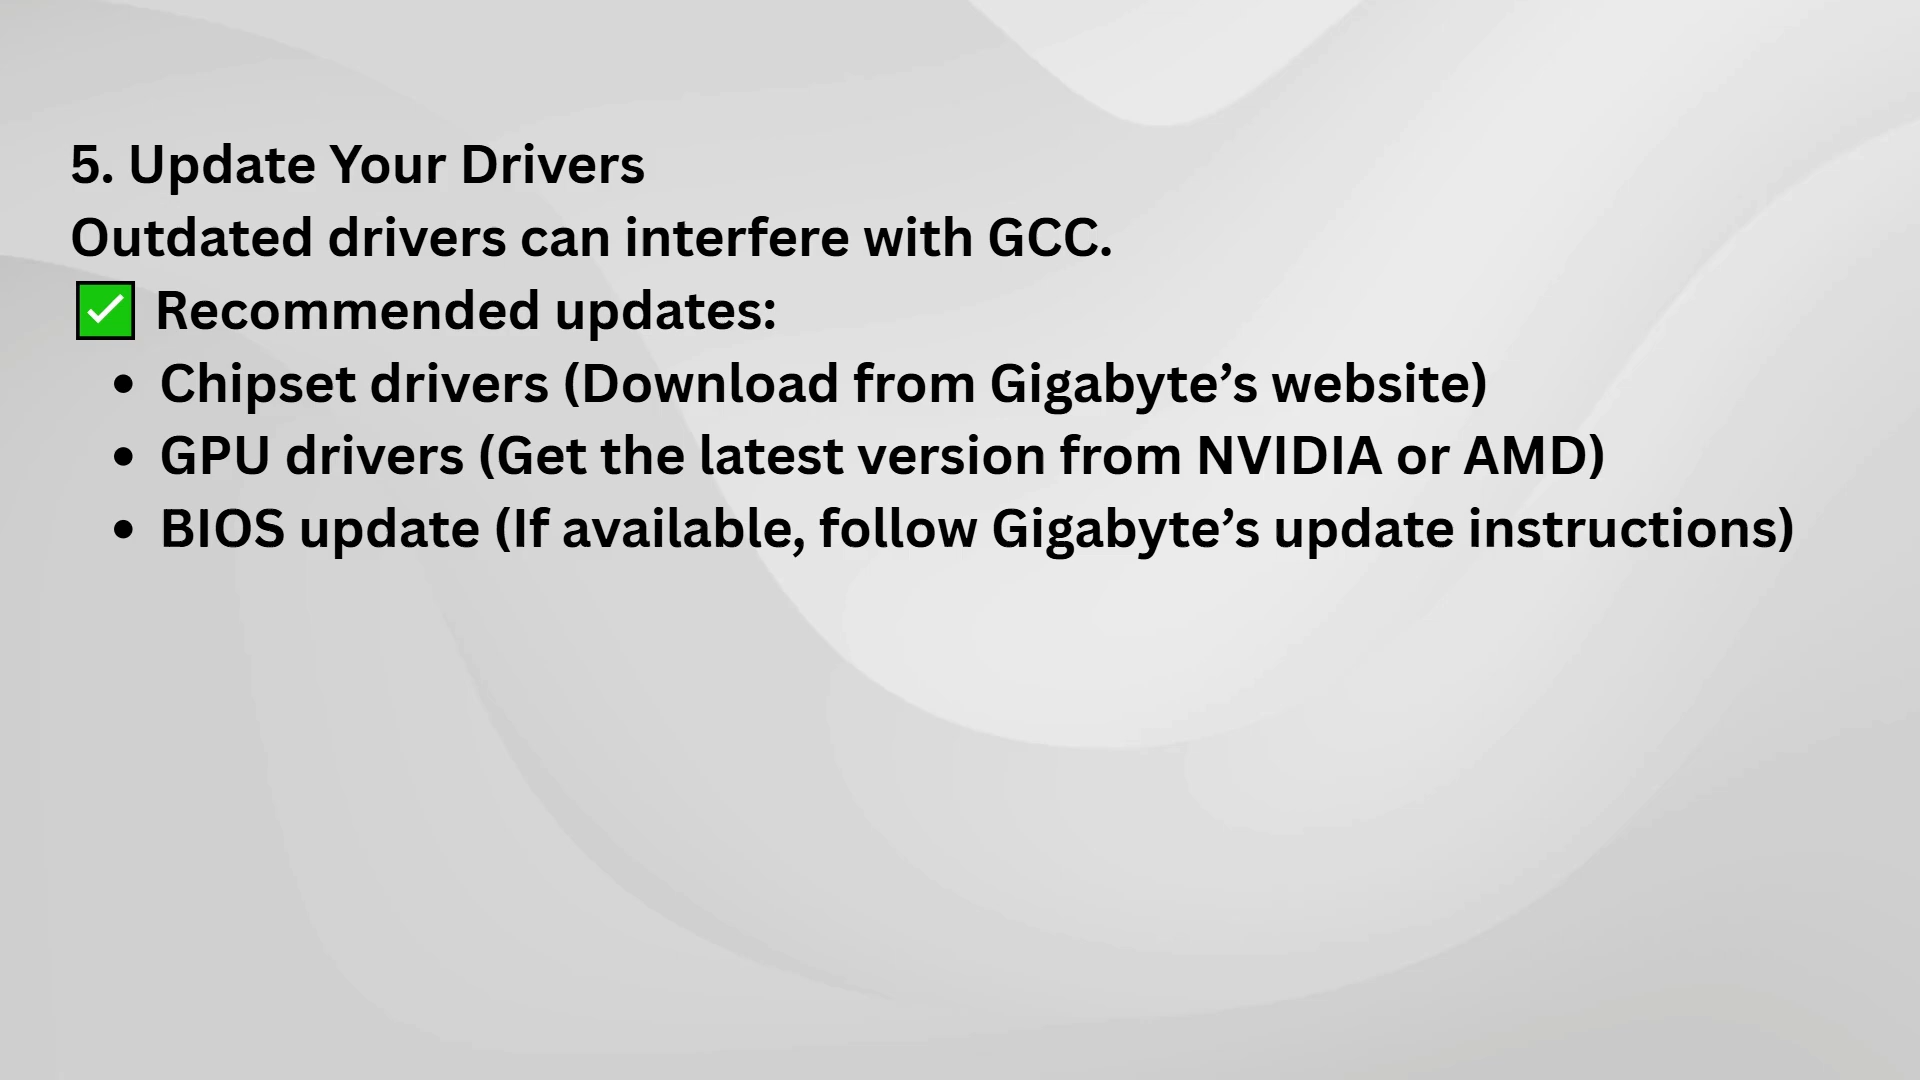 5. Update Your Drivers
Outdated drivers can interfere with GCC.
✅ Recommended updates:
• Chipset drivers (Download from Gigabyte’s website)
• GPU drivers (Get the latest version from NVIDIA or AMD)
• BIOS update (If available, follow Gigabyte’s update instructions)